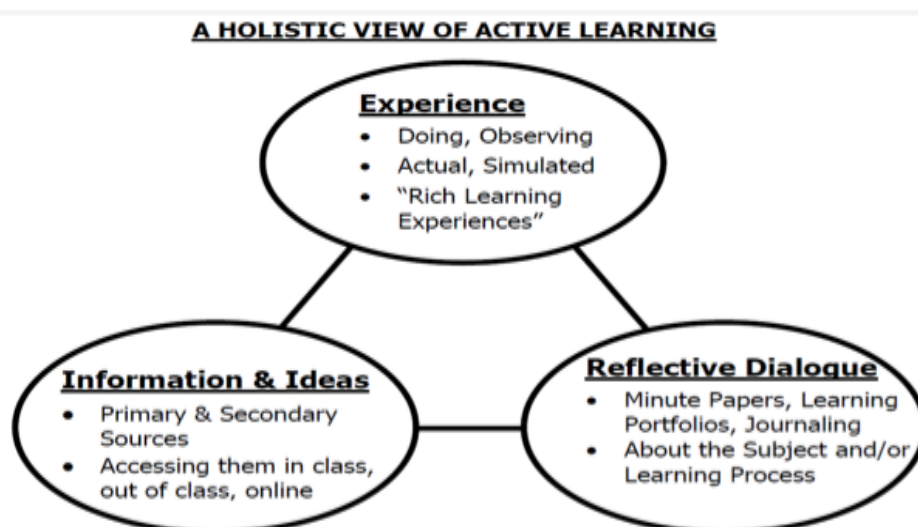 A HOLISTIC VIEW OF ACTIVE LEARNING
Experience
• Doing, Observing
• Actual, Simulated
• “Rich Learning
Experiences”
Information & Ideas
• Primary & Secondary
Sources
• Accessing them in class,
out of class, online
Reflective Dialogue
• Minute Papers, Learning
Portfolios, Journaling
• About the Subject and/or
Learning Process